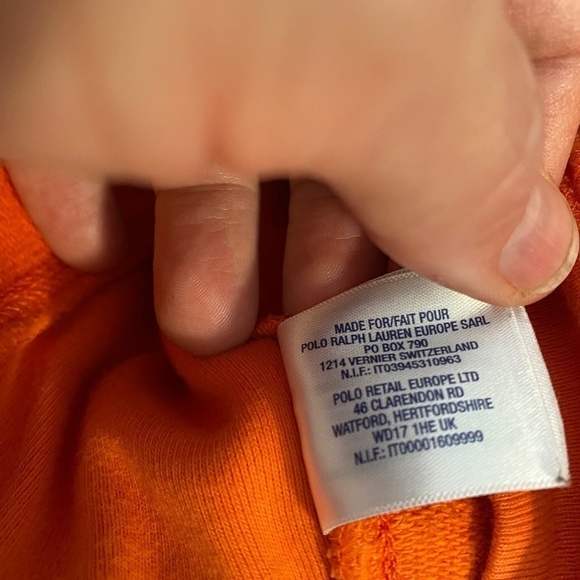 MADE FOR/FAIT POUR
POLO RALPH LAUREN EUROPE SARL
PO BOX 790
1214 VERNIER SWITZERLAND
N.I.F.: IT03945310963
POLO RETAIL EUROPE LTD
46 CLARENDON RD
WATFORD, HERTFORDSHIRE
WD17 1HE UK
N.I.F.: IT00001609999